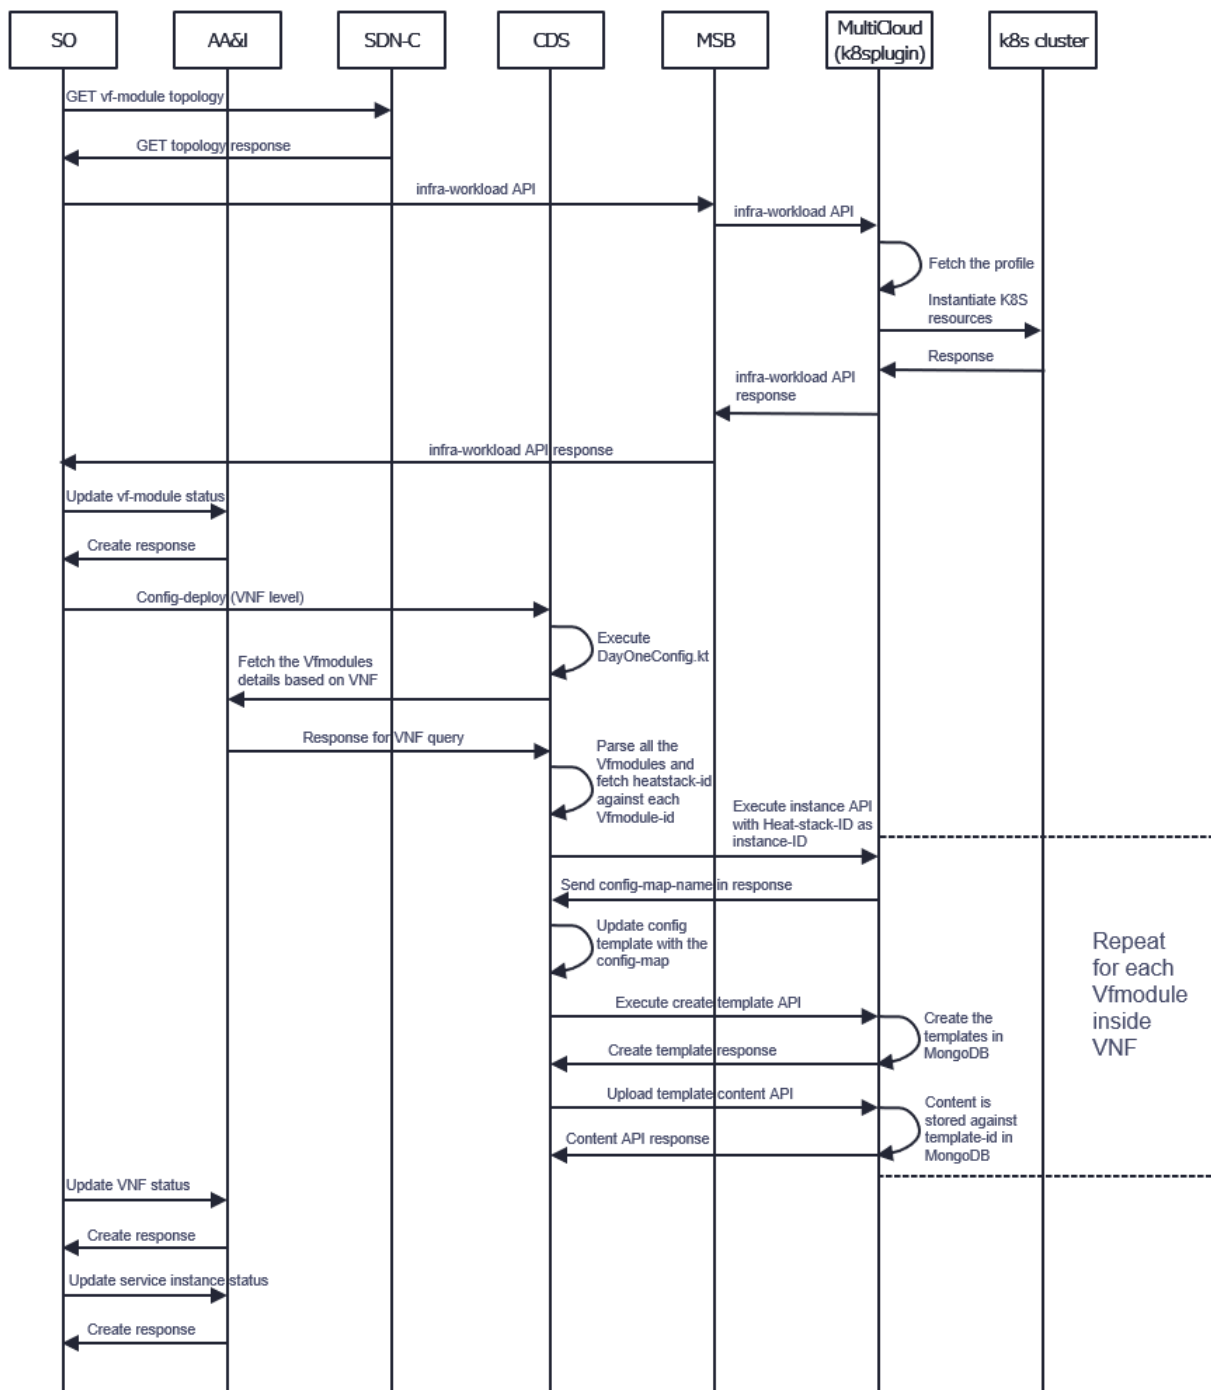 SO
AA&I
SDN-C
CDS
MSB
MultiCloud
(k8splugin)
k8s cluster
GET vf-module topology
GET topology response
infra-workload API
infra-workload API
Fetch the profile
Instantiate K8S
resources
Response
infra-workload API
response
infra-workload API response
Update vf-module status
Create response
Config-deploy (VNF level)
Execute
DayOneConfig.kt
Fetch the Vfmodules
details based on VNF
Response for VNF query
Parse all the
Vfmodules and
fetch heatstack-id
against each
Vfmodule-id
Execute instance API
with Heat-stack-ID as
instance-ID
Send config-map-name in response
Update config
template with the
config-map
Repeat
for each
Vfmodule
inside
VNF
Execute create template API
Create the
templates in
MongoDB
Create template response
Upload template content API
Content is
stored against
template-id in
MongoDB
Content API response
Update VNF status
Create response
Update service instance status
Create response